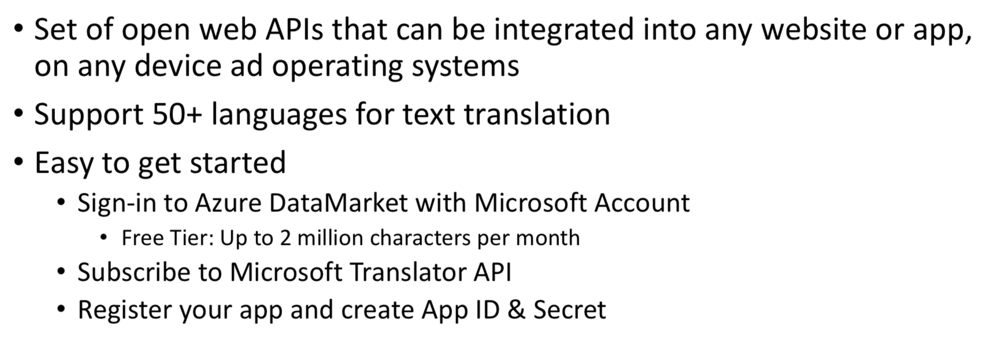 • Set of open web APIs that can be integrated into any website or app,
on any device ad operating systems
• Support 50+ languages for text translation
• Easy to get started
• Sign-in to Azure DataMarket with Microsoft Account
• Free Tier: Up to 2 million characters per month
• Subscribe to Microsoft Translator API
• Register your app and create App ID & Secret